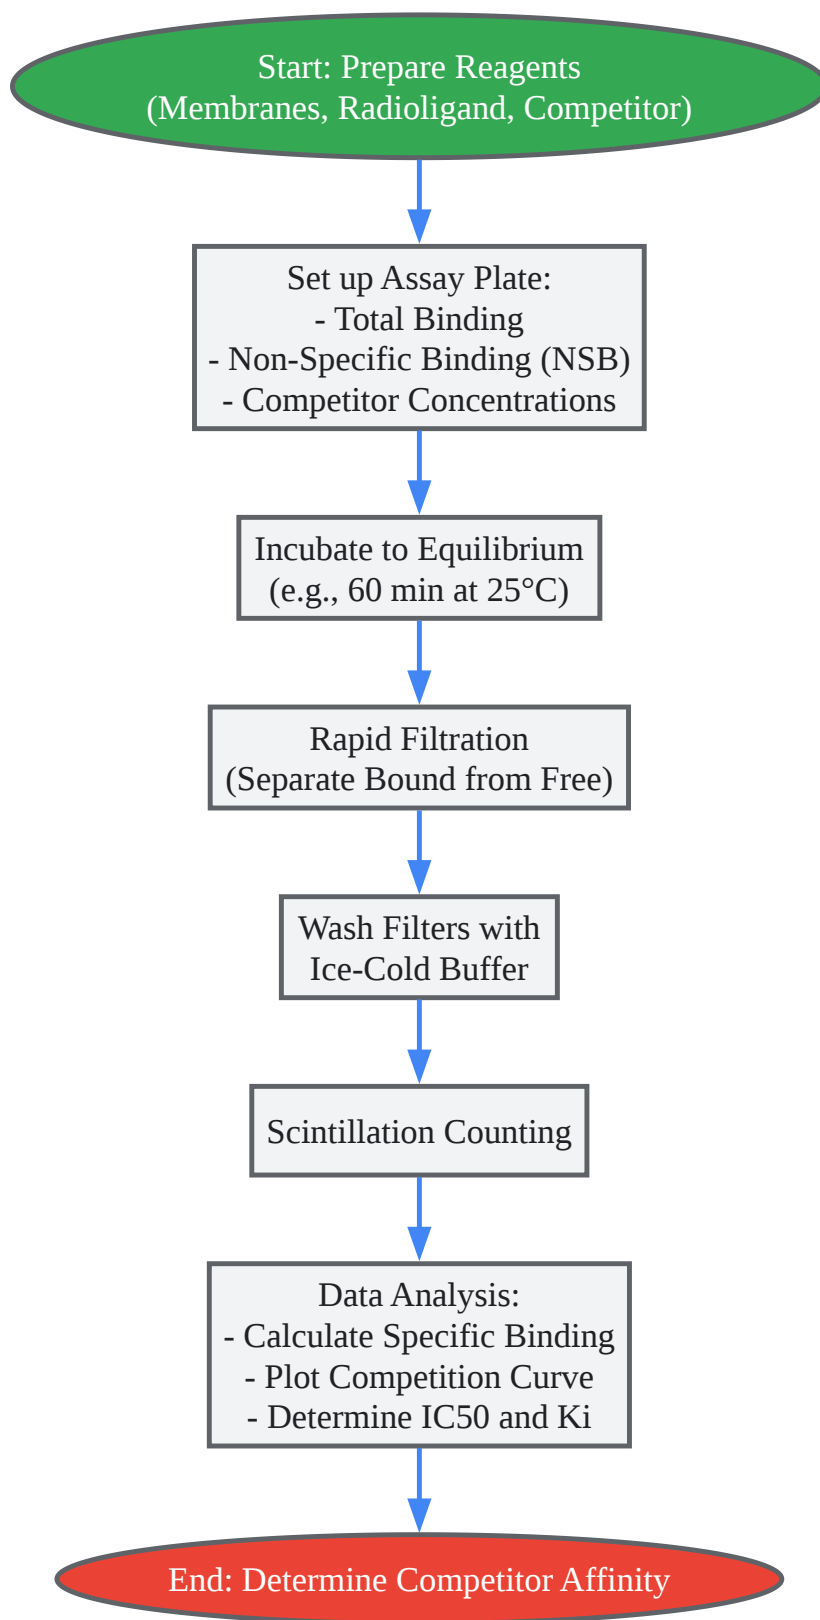 Start: Prepare Reagents
(Membranes, Radioligand, Competitor)
Set up Assay Plate:
- Total Binding
- Non-Specific Binding (NSB)
- Competitor Concentrations
Incubate to Equilibrium
(e.g., 60 min at 25°C)
Rapid Filtration
(Separate Bound from Free)
Wash Filters with
Ice-Cold Buffer
Scintillation Counting
Data Analysis:
- Calculate Specific Binding
- Plot Competition Curve
- Determine IC50 and Ki
End: Determine Competitor Affinity